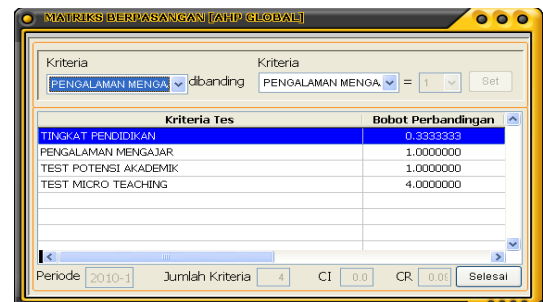 MATRIKS BERPASANGAN [AHP GLOBAL]
Kriteria Kriteria
PENGALAMAN MENGA. dibanding PENGALAMAN MENGA. = 1 Set
Kriteria Tes Bobot Perbandingan
TINGKAT PENDIDIKAN 0.3333333
PENGALAMAN MENGAJAR 1.0000000
TEST POTENSI AKADEMIK 1.0000000
TEST MICRO TEACHING 4.0000000
Periode 2010-1 Jumlah Kriteria 4 CI 0.0 CR 0.09 Selesai